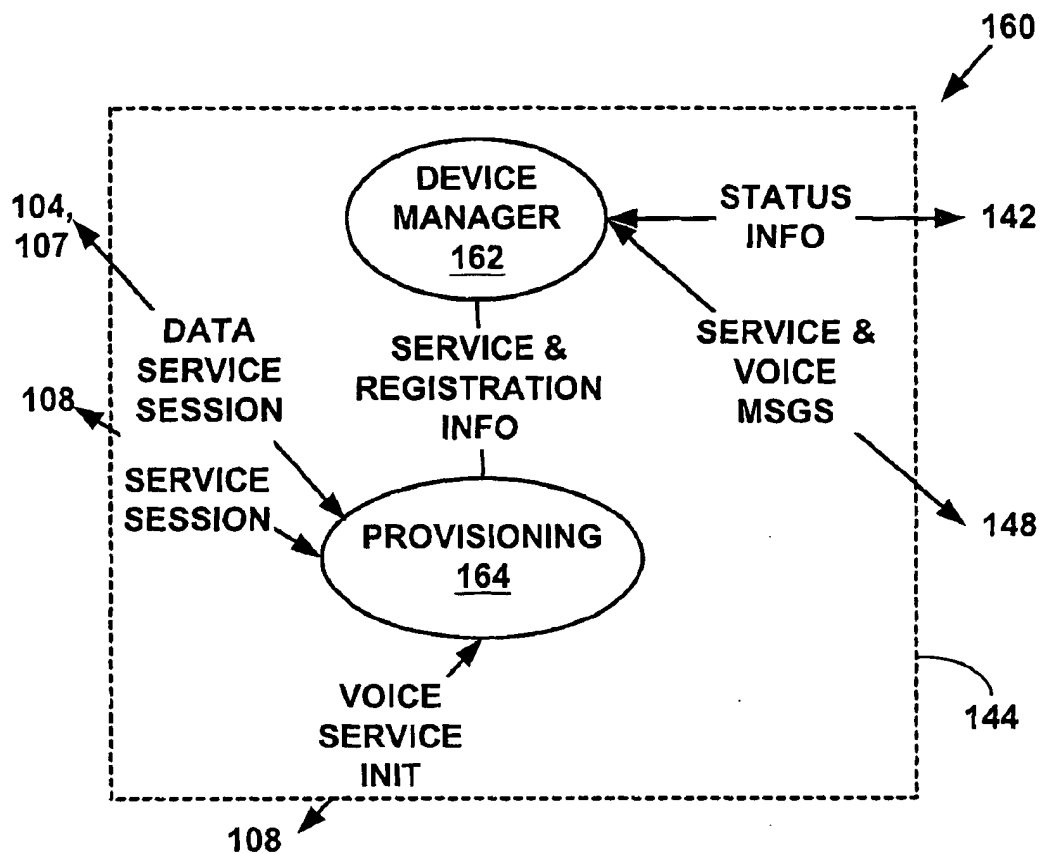 160
DEVICE
MANAGER
162
STATUS
INFO
142
104,
107
DATA
SERVICE
SESSION
SERVICE &
REGISTRATION
INFO
SERVICE &
VOICE
MSGS
108
SERVICE
SESSION
148
PROVISIONING
164
VOICE
SERVICE
INIT
144
108